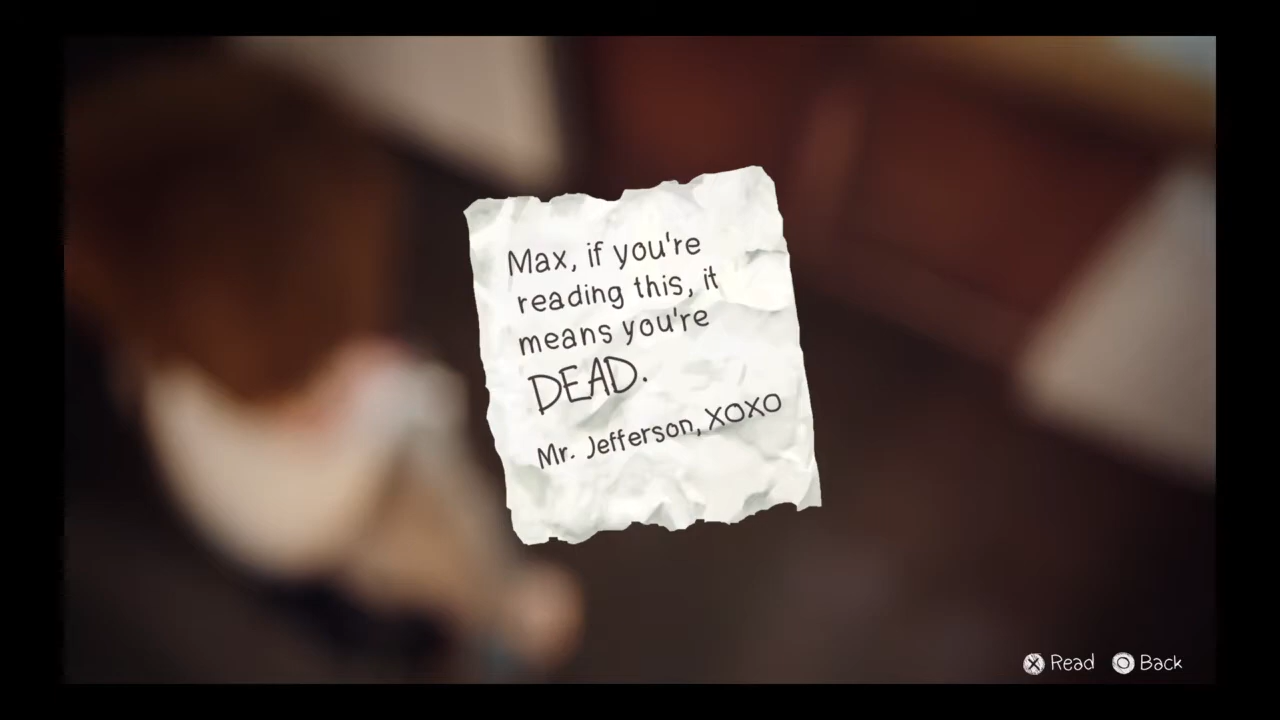 Max, if you're
reading this, it
means you're
DEAD.
Mr. Jefferson, XOXO
Read Back